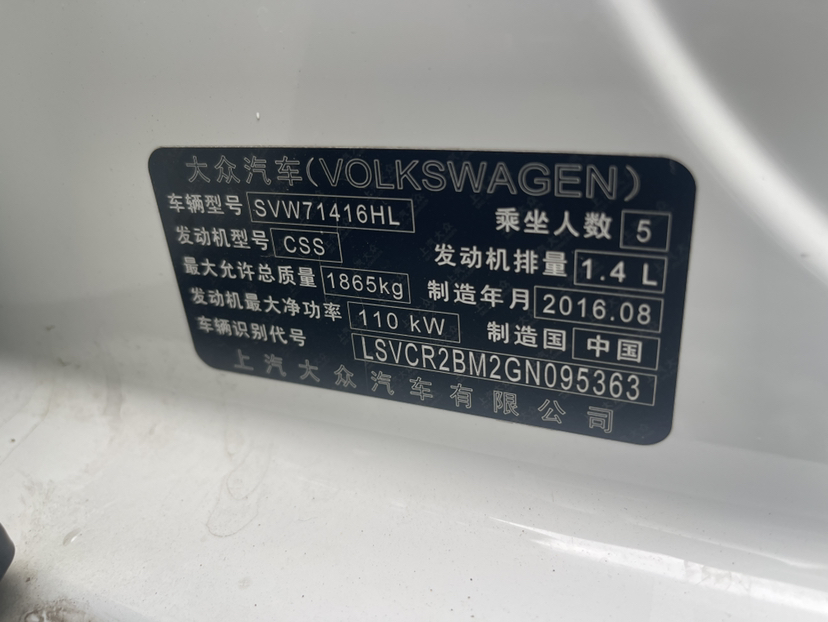 大众汽车(VOLKSWAGEN)
车辆型号 SVW71416HL 乘坐人数 5
发动机型号 CSS 发动机排量 1.4 L
最大允许总质量 1865kg 制造年月 2016.08
发动机最大净功率 110 kW 制造国 中国
车辆识别代号 LSVCR2BM2GN095363
上汽大众汽车有限公司